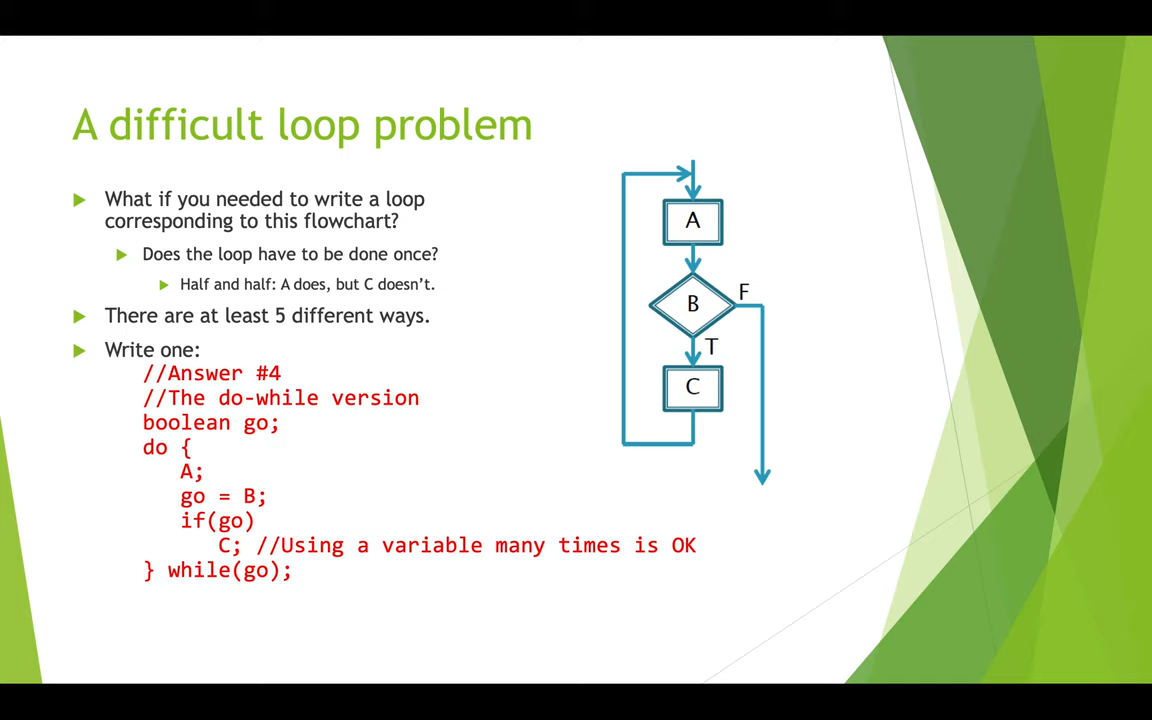 A difficult loop problem
What if you needed to write a loop
corresponding to this flowchart?
Does the loop have to be done once?
Half and half: A does, but C doesn't.
There are at least 5 different ways.
Write one:
//Answer #4
//The do-while version
boolean go;
do {
A;
go = B;
if(go)
C; //Using a variable many times is OK
} while(go);
A
B
F
T
C